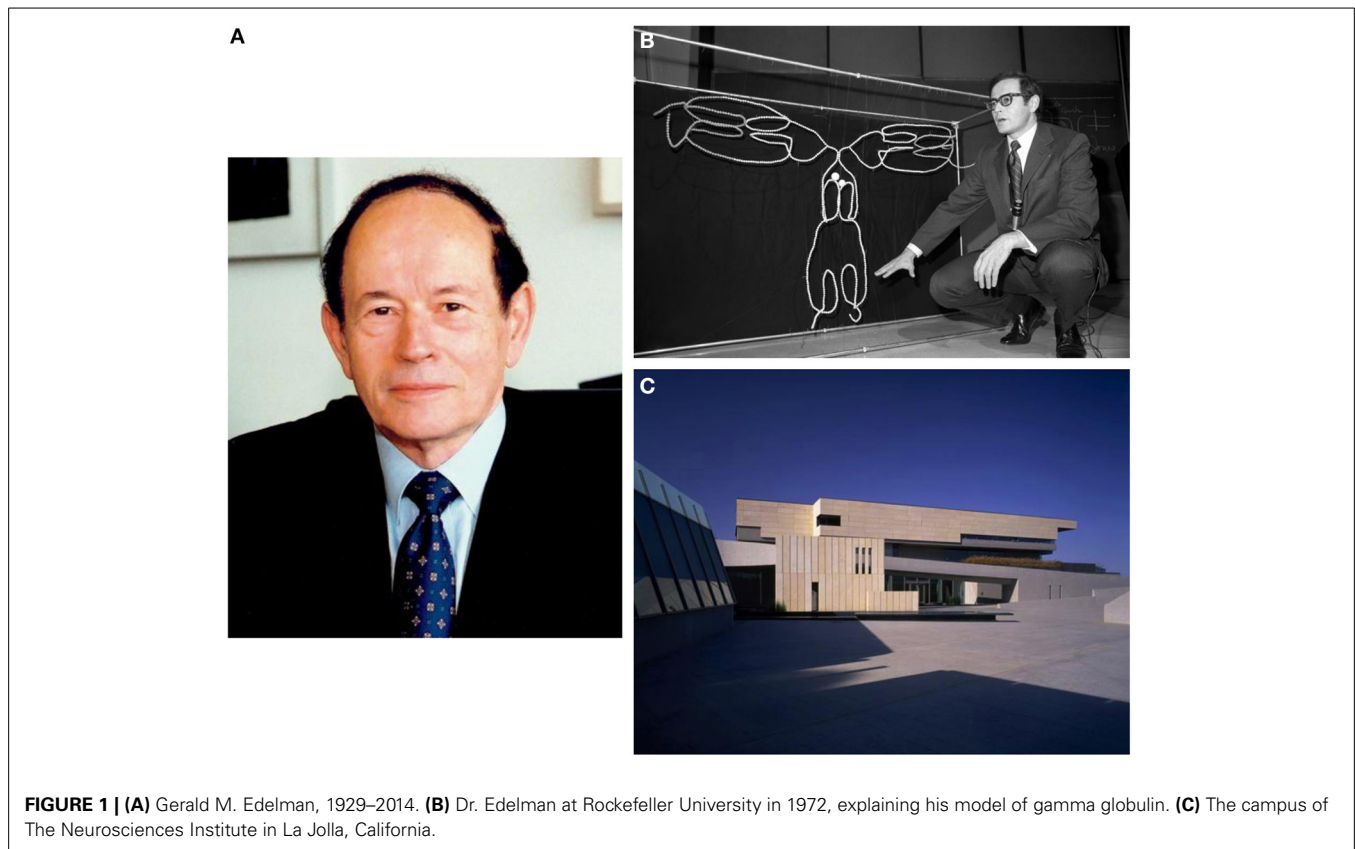 A
B
C
FIGURE 1 | (A) Gerald M. Edelman, 1929–2014. (B) Dr. Edelman at Rockefeller University in 1972, explaining his model of gamma globulin. (C) The campus of
The Neurosciences Institute in La Jolla, California.